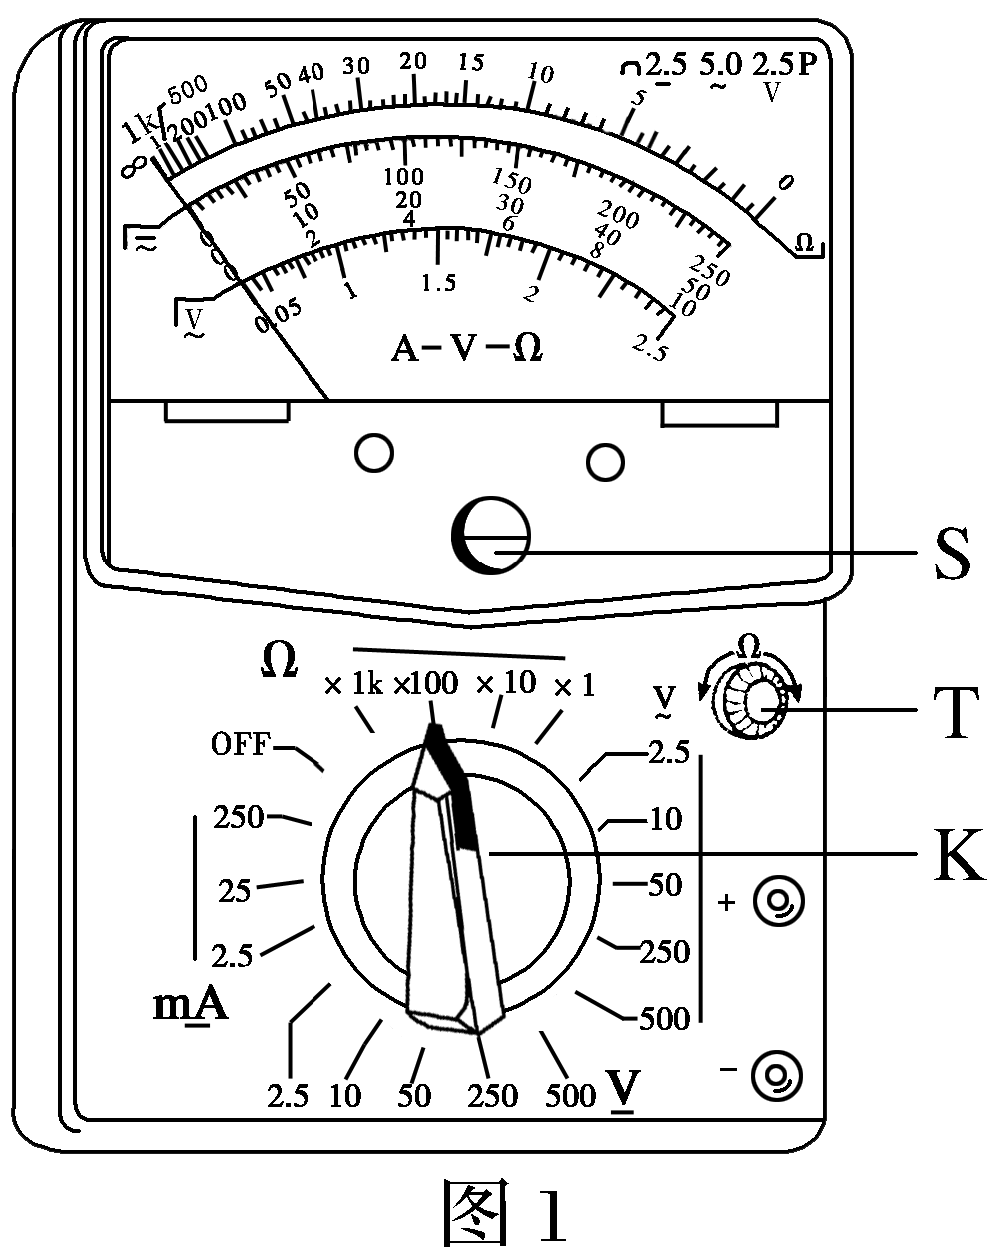 2.5 5.0 2.5 P
~ V
∞ 1k 500 200 100 50 40 30 20 15 10 5 0 Ω
0 50 100 150 200 250
0 10 20 30 40 50
0 2 4 6 8 10
V
~
0.05 1 1.5 2 2.5
A－V－Ω
S
Ω
×1k ×100 ×10 ×1
Ω
T
OFF
V
~
2.5
250
10
K
25
50
+
2.5
250
mA
500
−
2.5 10 50 250 500 V
图 1